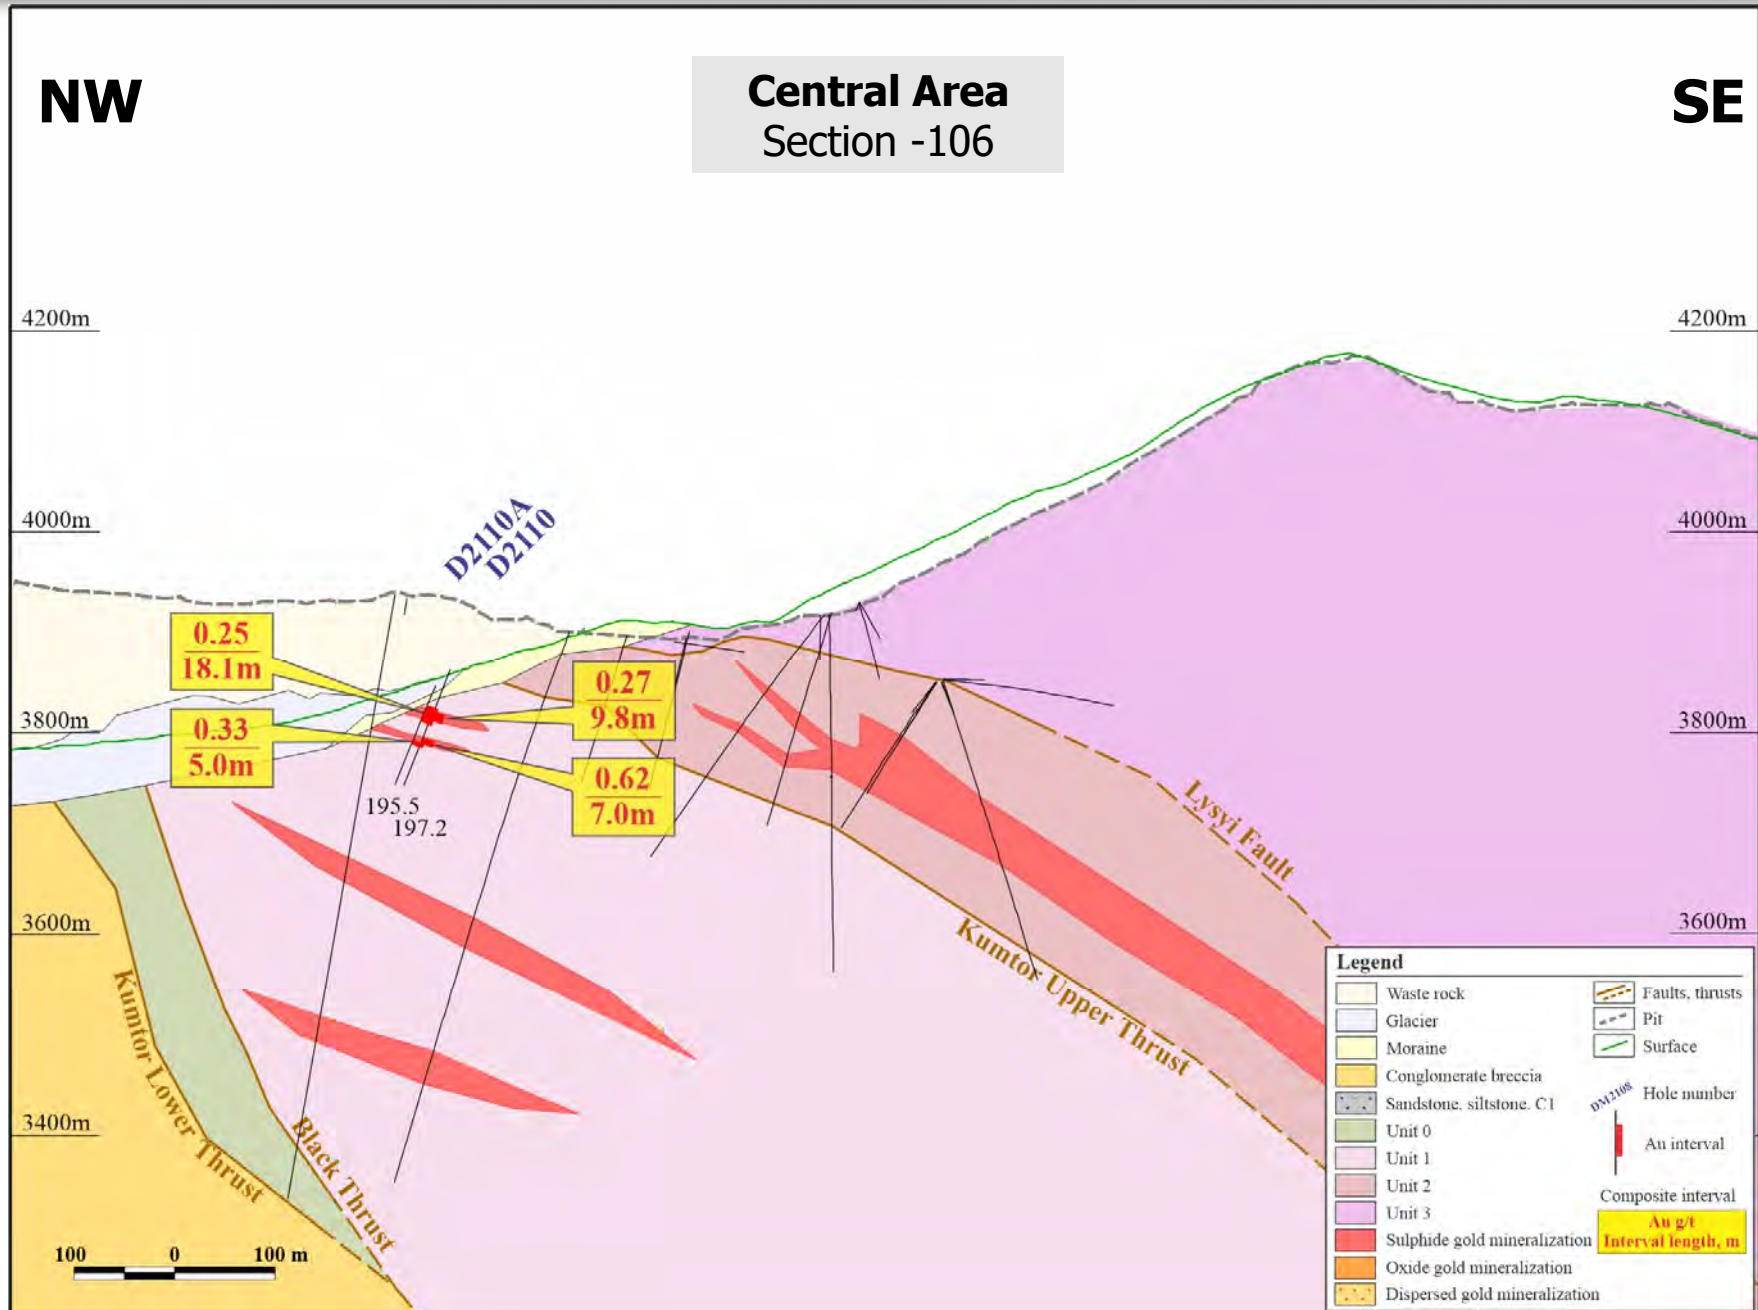 NW
Central Area
Section -106
SE
4200m
4200m
4000m
4000m
D2110A
D2110
0.25
18.1m
0.27
9.8m
3800m
3800m
0.33
5.0m
0.62
7.0m
195.5
197.2
Lysyi Fault
3600m
3600m
Kumtor Upper Thrust
Kumtor Lower Thrust
Black Thrust
3400m
100 0 100 m
Legend
Waste rock
Glacier
Moraine
Conglomerate breccia
Sandstone, siltstone. C1
Unit 0
Unit 1
Unit 2
Unit 3
Sulphide gold mineralization
Oxide gold mineralization
Dispersed gold mineralization
Faults, thrusts
Pit
Surface
DM2108
Hole number
Au interval
Composite interval
Au g/t
Interval length, m